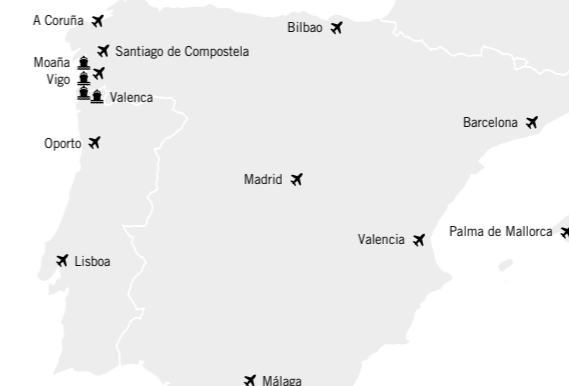 A Coruña
Bilbao
Santiago de Compostela
Moaña
Vigo
Valenca
Barcelona
Oporto
Madrid
Palma de Mallorca
Valencia
Lisboa
Málaga